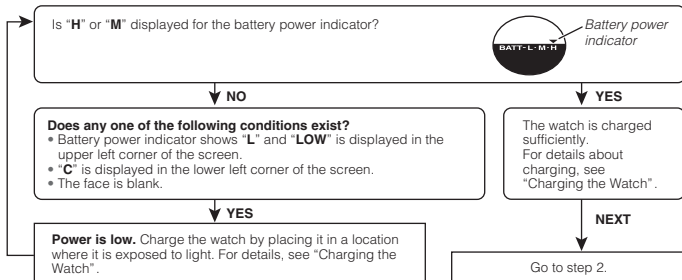 Is "H" or "M" displayed for the battery power indicator?
Battery power
indicator
BATT-L·M·H
NO
YES
Does any one of the following conditions exist?
• Battery power indicator shows "L" and "LOW" is displayed in the
upper left corner of the screen.
• "C" is displayed in the lower left corner of the screen.
• The face is blank.
The watch is charged
sufficiently.
For details about
charging, see
"Charging the Watch".
YES
NEXT
Power is low. Charge the watch by placing it in a location
where it is exposed to light. For details, see "Charging the
Watch".
Go to step 2.